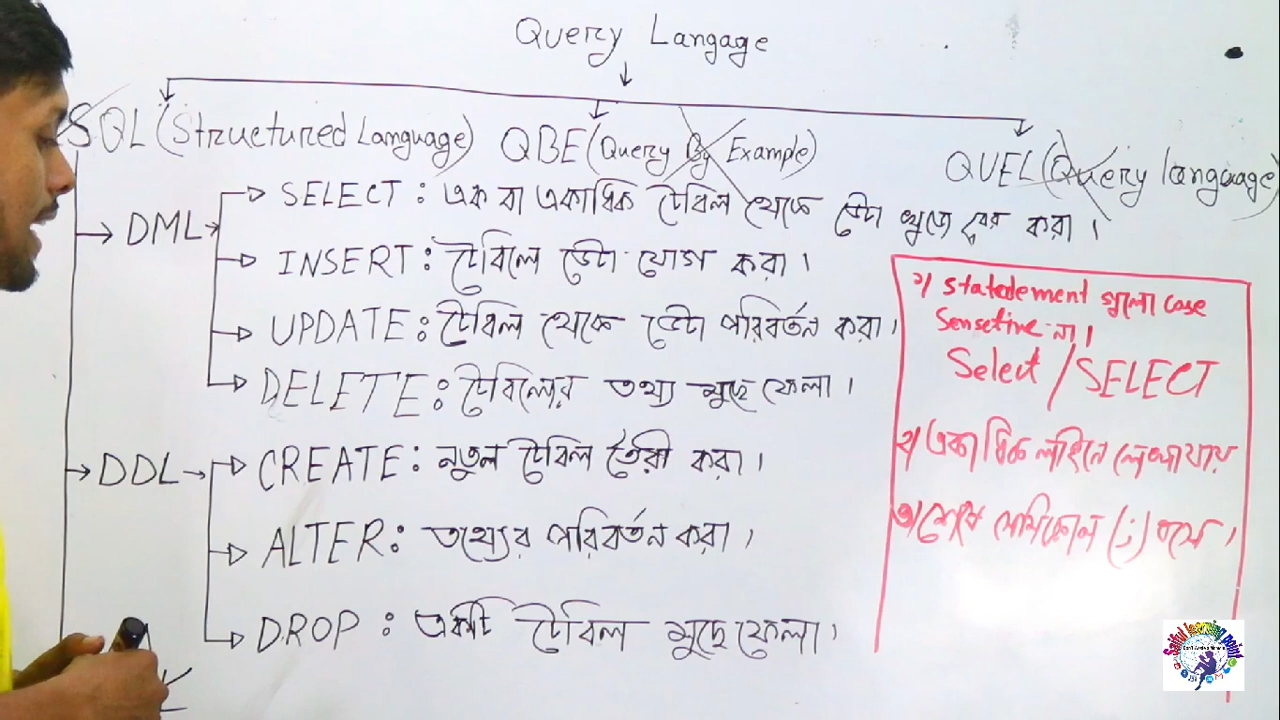 Query Langage
SQL (Structured Language)
QBE (Query By Example)
QUEL (Query language)
DML
SELECT : এক বা একাধিক টেবিল থেকে ডেটা খুজে বের করা।
INSERT : টেবিলে ডেটা যোগ করা।
UPDATE : টেবিল থেকে ডেটা পরিবর্তন করা।
DELETE : টেবিলের তথ্য মুছে ফেলা।
DDL
CREATE : নতুন টেবিল তৈরী করা।
ALTER : তথ্যের পরিবর্তন করা।
DROP : একটি টেবিল মুছে ফেলা।
১/ statedement গুলো case
sensetive না।
Select / SELECT
২/ একাধিক লাইনে লেখা যায়
৩/ শেষে সেমিকোলন (;) বসে।